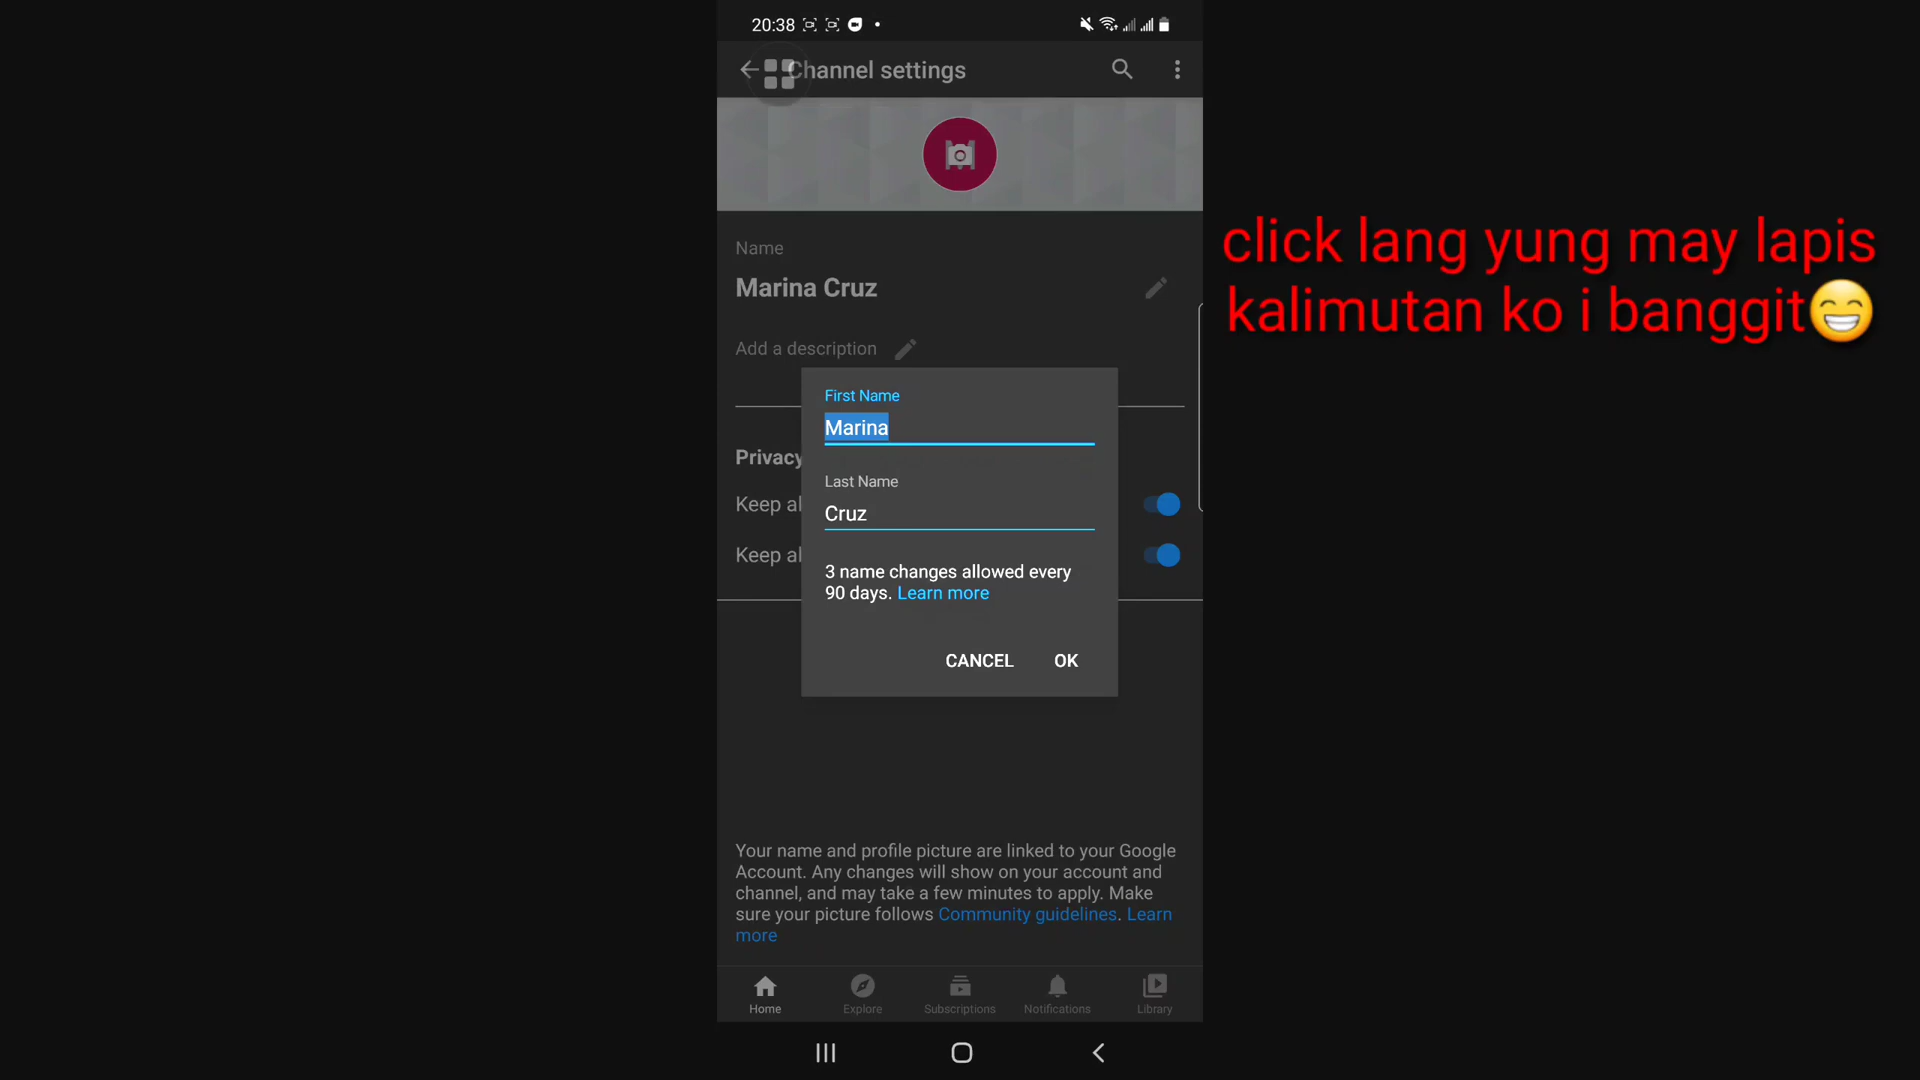 20:38
Channel settings
click lang yung may lapis
kalimutan ko i banggit😁
Name
Marina Cruz
Add a description
First Name
Marina
Privacy
Last Name
Keep al
Cruz
Keep al
3 name changes allowed every
90 days. Learn more
CANCEL OK
Your name and profile picture are linked to your Google
Account. Any changes will show on your account and
channel, and may take a few minutes to apply. Make
sure your picture follows Community guidelines. Learn
more
Home Explore Subscriptions Notifications Library